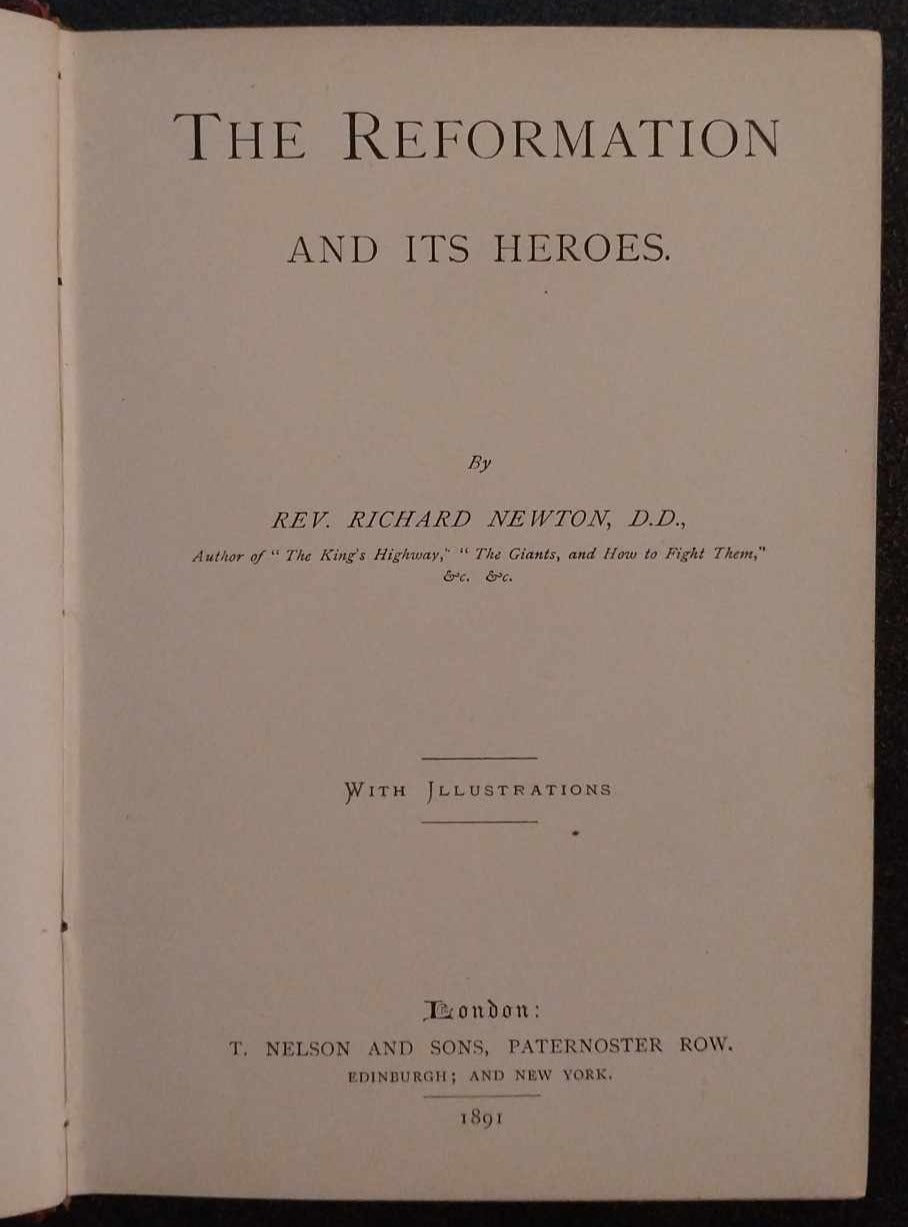 THE REFORMATION
AND ITS HEROES.
By
REV. RICHARD NEWTON, D.D.,
Author of “ The King's Highway,” “ The Giants, and How to Fight Them,”
&c. &c.
WITH ILLUSTRATIONS
London:
T. NELSON AND SONS, PATERNOSTER ROW.
EDINBURGH; AND NEW YORK.
1891